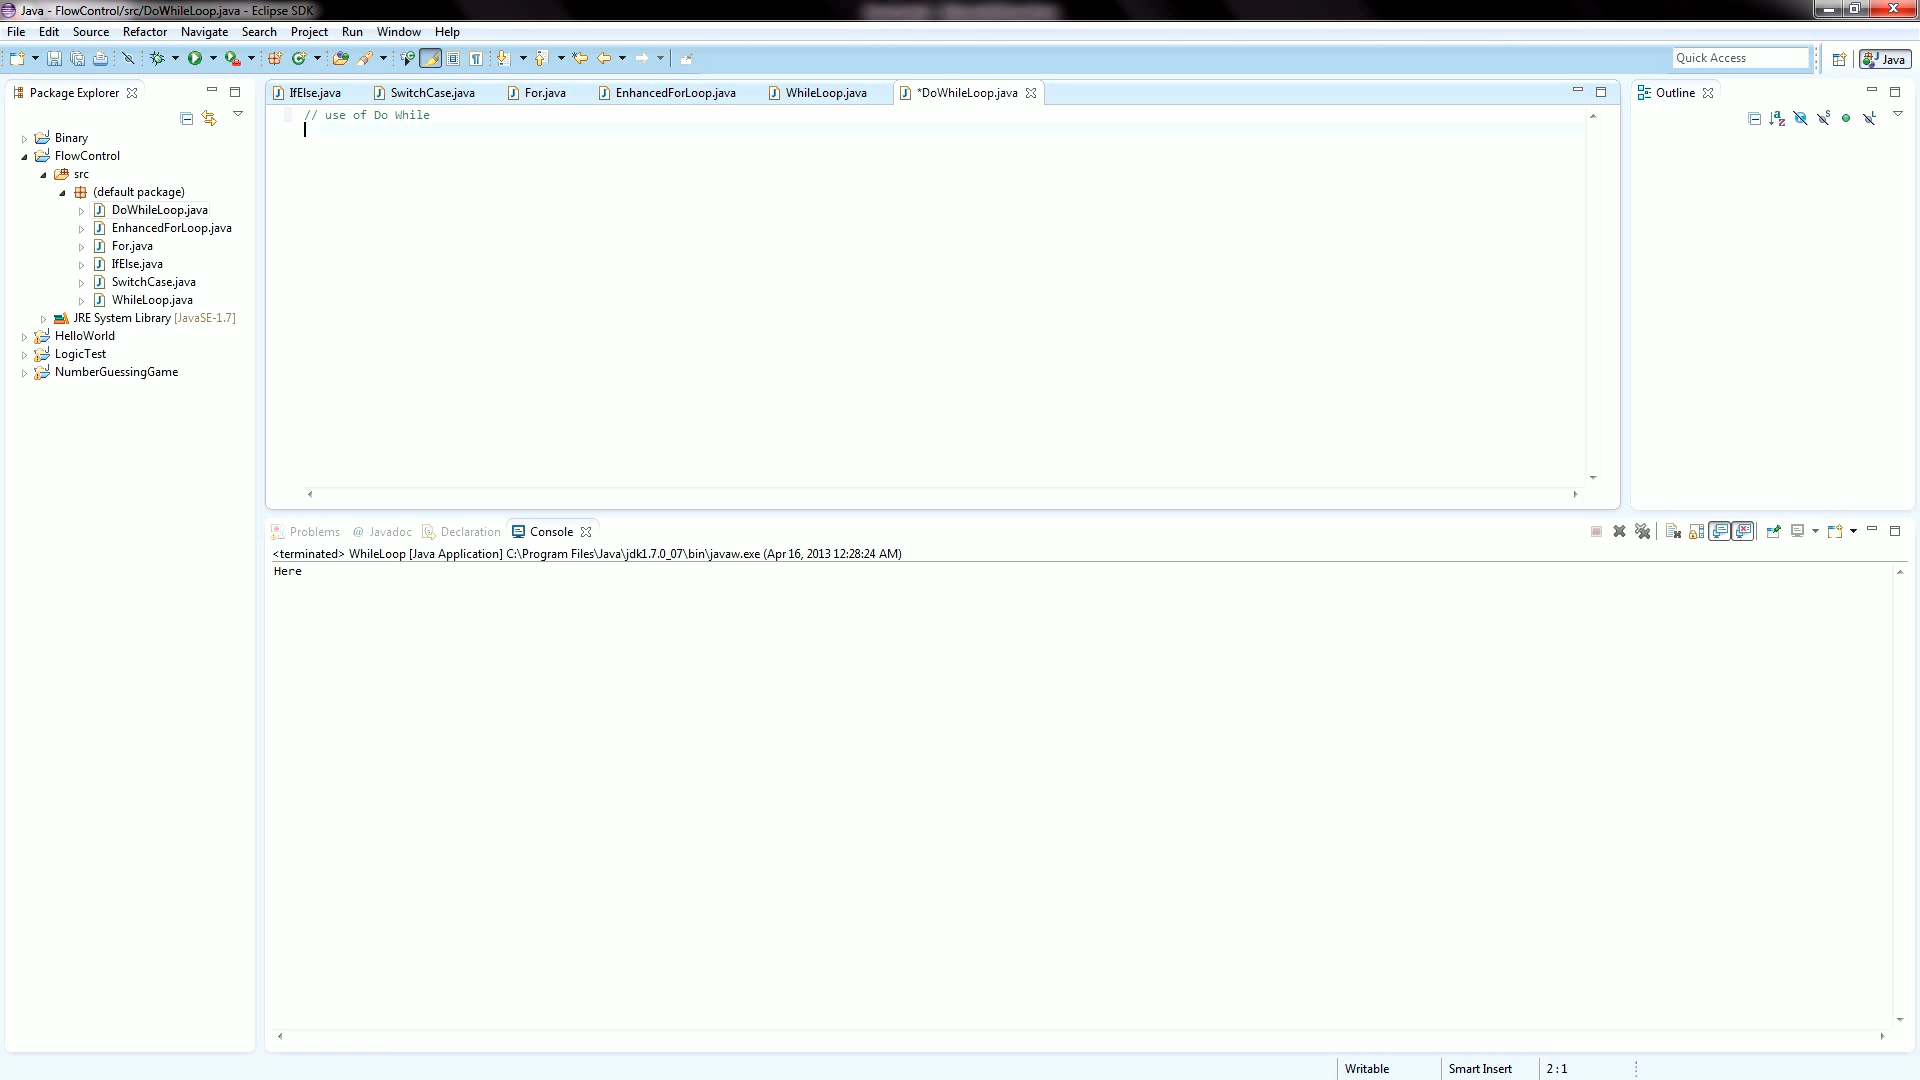 Java - FlowControl/src/DoWhileLoop.java - Eclipse SDK
File Edit Source Refactor Navigate Search Project Run Window Help
Quick Access
Java
Package Explorer
IfElse.java
SwitchCase.java
For.java
EnhancedForLoop.java
WhileLoop.java
*DoWhileLoop.java
Outline
// use of Do While
Binary
FlowControl
src
(default package)
DoWhileLoop.java
EnhancedForLoop.java
For.java
IfElse.java
SwitchCase.java
WhileLoop.java
JRE System Library [JavaSE-1.7]
HelloWorld
LogicTest
NumberGuessingGame
Problems @ Javadoc Declaration Console
<terminated> WhileLoop [Java Application] C:\Program Files\Java\jdk1.7.0_07\bin\javaw.exe (Apr 16, 2013 12:28:24 AM)
Here
Writable Smart Insert 2 : 1